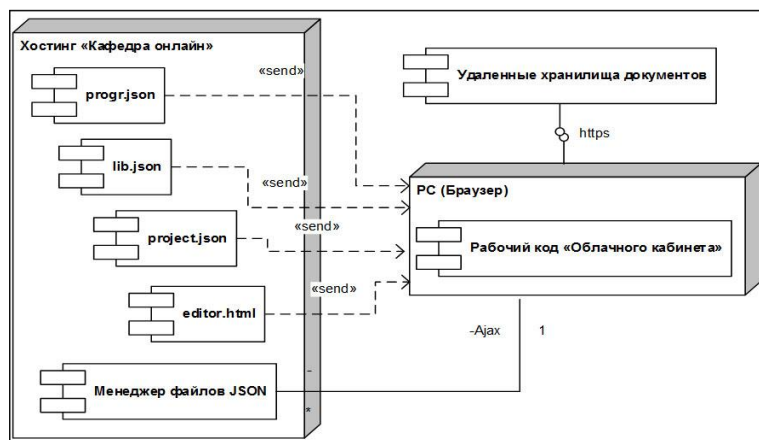 Хостинг «Кафедра онлайн»
progr.json
«send»
lib.json
«send»
project.json
«send»
editor.html
«send»
Менеджер файлов JSON
-
*
Удаленные хранилища документов
https
PC (Браузер)
Рабочий код «Облачного кабинета»
-Ajax 1